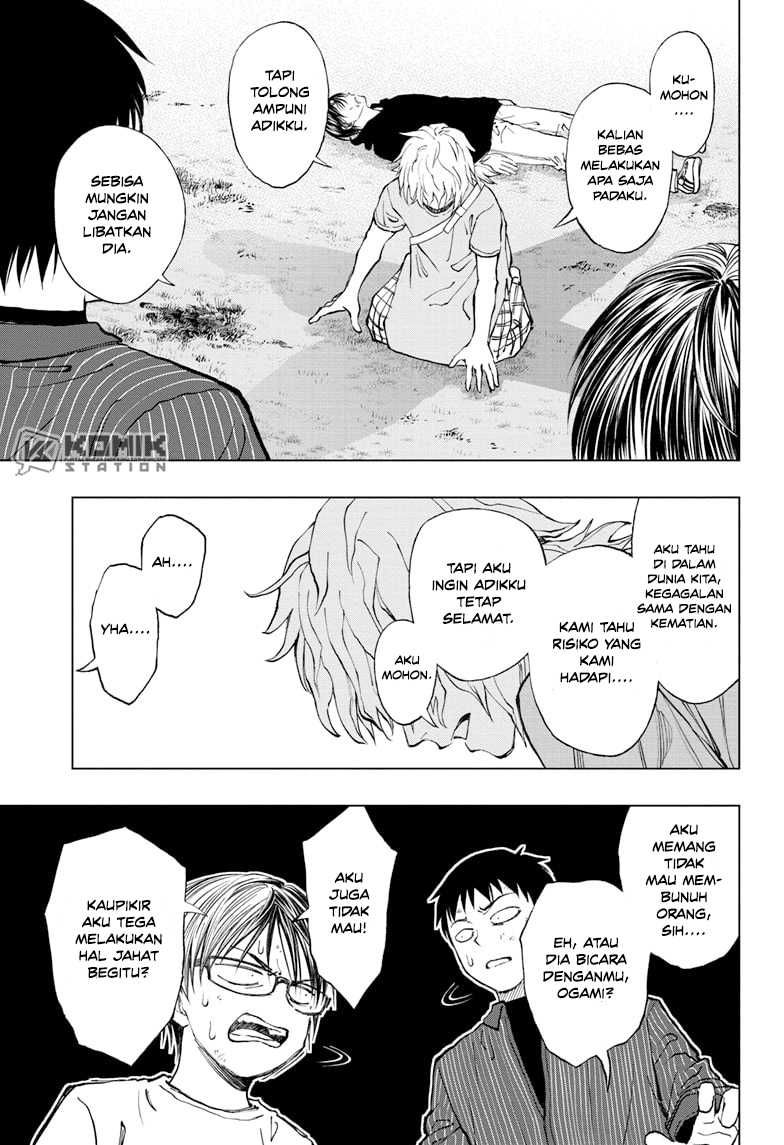 KU-
MOHON
....
KALIAN
BEBAS
MELAKUKAN
APA SAJA
PADAKU.
TAPI
TOLONG
AMPUNI
ADIKKU.
SEBISA
MUNGKIN
JANGAN
LIBATKAN
DIA.
KOMIK
STATION
AKU TAHU
DI DALAM
DUNIA KITA,
KEGAGALAN
SAMA DENGAN
KEMATIAN.
KAMI TAHU
RISIKO YANG
KAMI
HADAPI....
TAPI AKU
INGIN ADIKKU
TETAP
SELAMAT.
AKU
MOHON.
AH....
YHA....
AKU
MEMANG
TIDAK
MAU MEM-
BUNUH
ORANG,
SIH....
EH, ATAU
DIA BICARA
DENGANMU,
OGAMI?
AKU
JUGA
TIDAK
MAU!
KAUPIKIR
AKU TEGA
MELAKUKAN
HAL JAHAT
BEGITU?